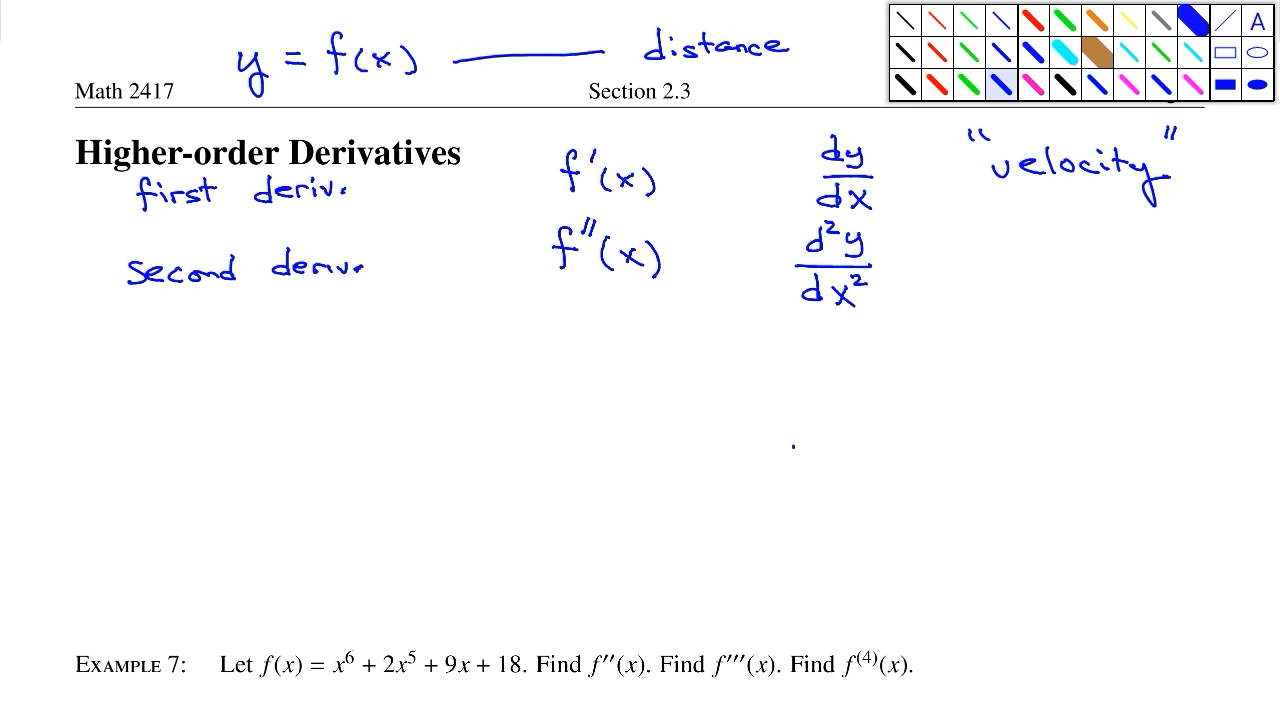 y = f(x) —— distance
Math 2417 Section 2.3
Higher-order Derivatives
first deriv. f'(x) dy/dx "velocity"
second deriv. f''(x) d²y/dx²
EXAMPLE 7: Let f(x) = x⁶ + 2x⁵ + 9x + 18. Find f′′(x). Find f′′′(x). Find f⁽⁴⁾(x).
A